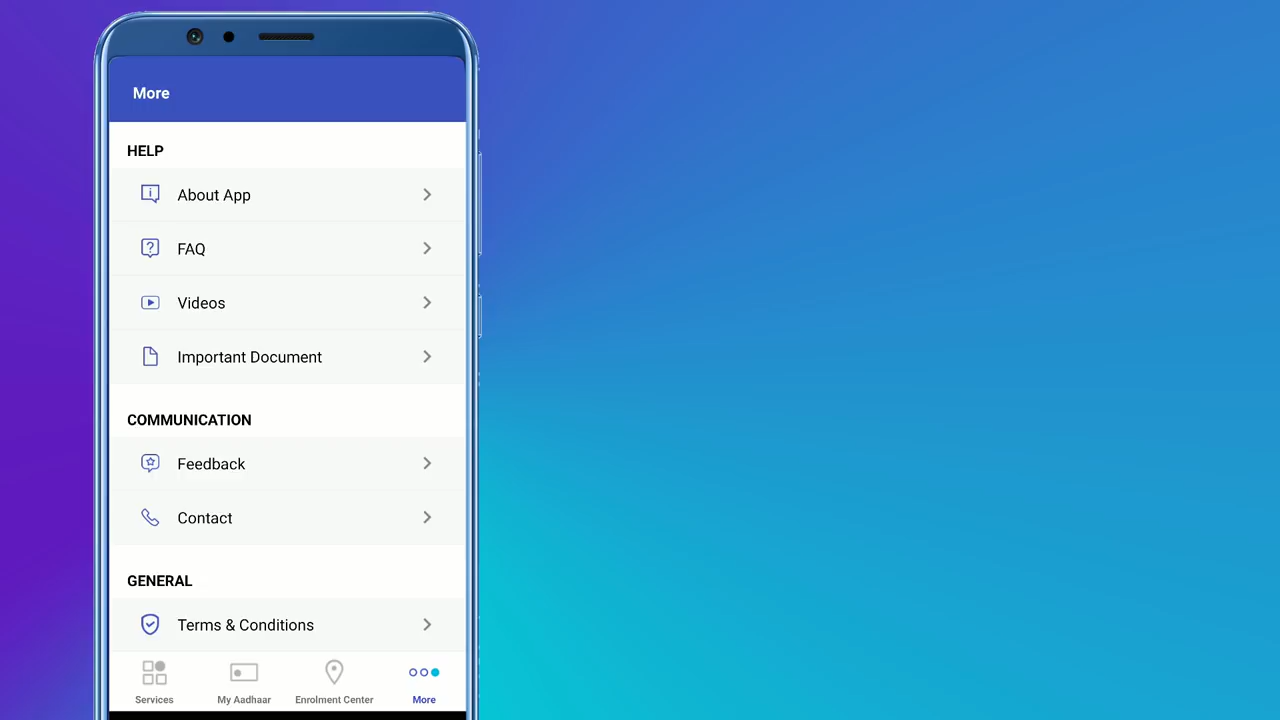 More
HELP
About App
FAQ
Videos
Important Document
COMMUNICATION
Feedback
Contact
GENERAL
Terms & Conditions
Services
My Aadhaar
Enrolment Center
More